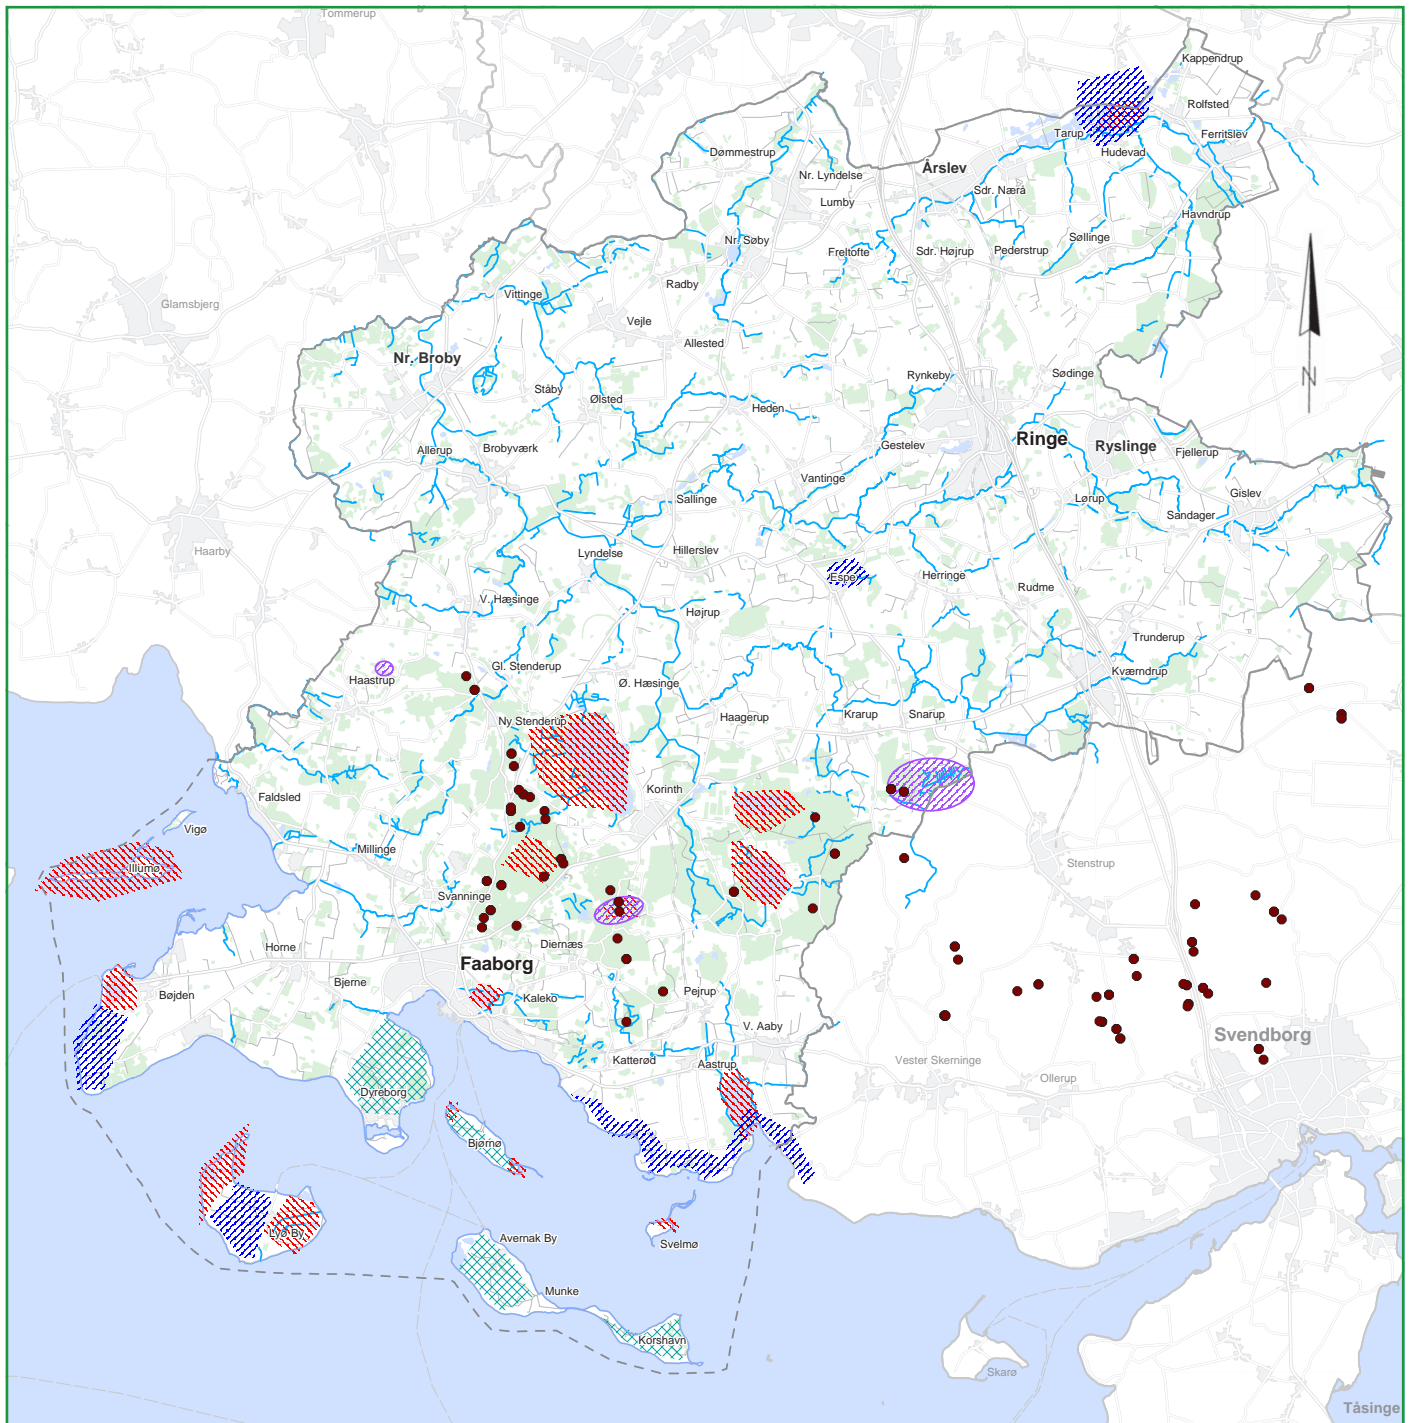 Tommerup
Kappendrup
Rolfsted
Tarup
Ferritslev
Dømmestrup
Hudevad
Årslev
Nr. Lyndelse
Sdr. Nærå
Lumby
Havndrup
Nr. Søby
Søllinge
Freltofte
Sdr. Højrup
Pederstrup
Radby
Vittinge
Glamsbjerg
Vejle
Allested
Nr. Broby
Rynkeby
Sødinge
N
Ståby
Ølsted
Heden
Ringe
Ryslinge
Gestelev
Allerup
Brobyværk
Fjellerup
Vantinge
Sallinge
Lørup
Gislev
Sandager
Haarby
Lyndelse
Hillerslev
Espe
Herringe
Rudme
V. Hæsinge
Højrup
Trunderup
Gl. Stenderup
Haastrup
Ø. Hæsinge
Kværndrup
Ny Stenderup
Haagerup
Krarup
Snarup
Korinth
Faldsled
Vigø
Millinge
Stenstrup
Illumø
Svanninge
Horne
Diernæs
Faaborg
Bjerne
Bøjden
Kaleko
Pejrup
V. Aaby
Svendborg
Katterød
Aastrup
Vester Skerninge
Ollerup
Dyreborg
Bjørnø
Lyø By
Avernak By
Svelmø
Munke
Korshavn
Skarø
Tåsinge